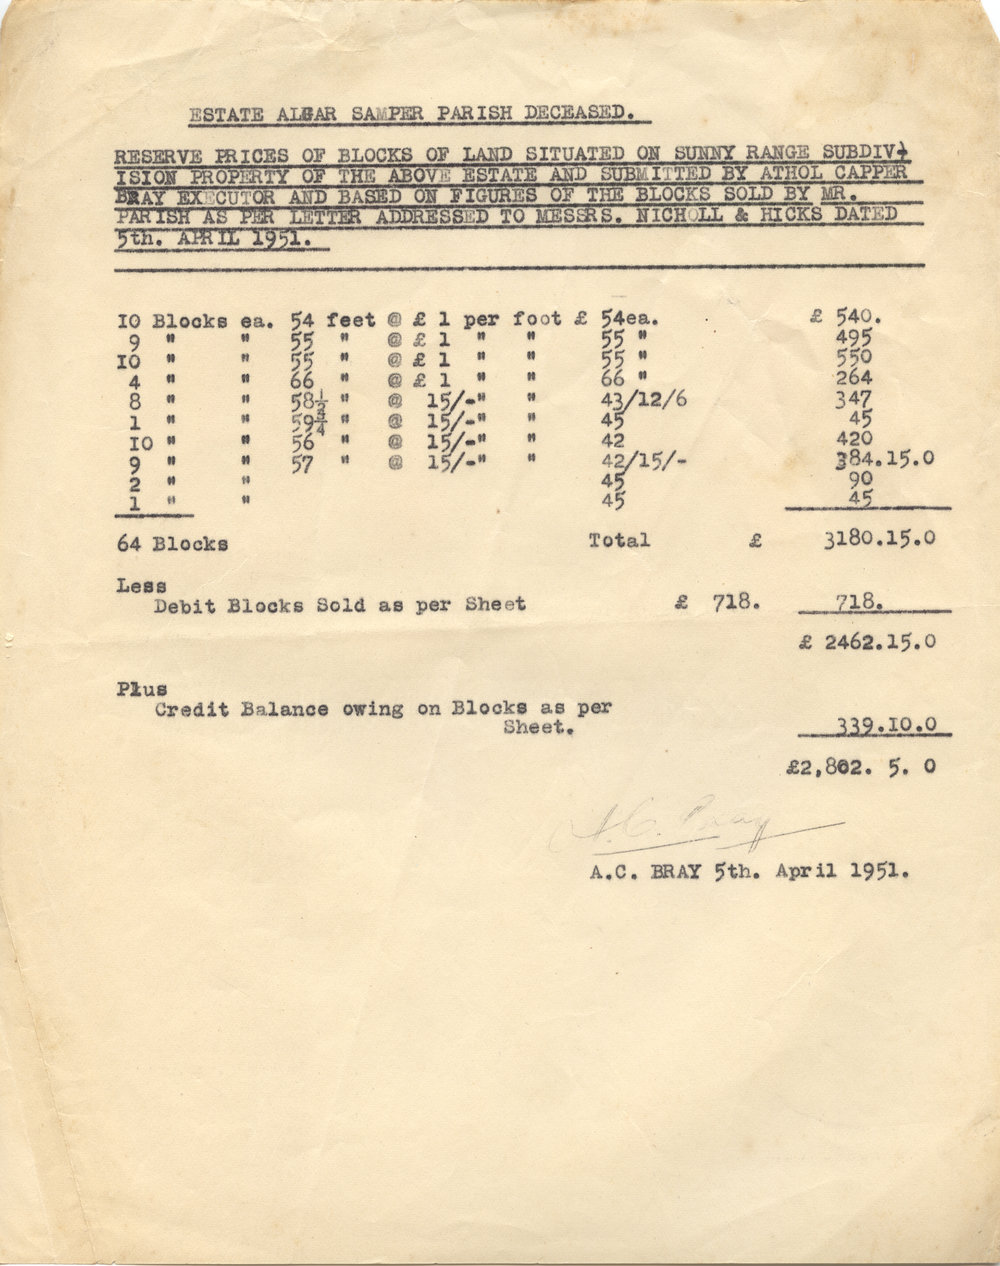 ESTATE ALGAR SAMPER PARISH DECEASED.
RESERVE PRICES OF BLOCKS OF LAND SITUATED ON SUNNY RANGE SUBDIV-
ISION PROPERTY OF THE ABOVE ESTATE AND SUBMITTED BY ATHOL CAPPER
BRAY EXECUTOR AND BASED ON FIGURES OF THE BLOCKS SOLD BY MR.
PARISH AS PER LETTER ADDRESSED TO MESSRS. NICHOLL & HICKS DATED
5th. APRIL 1951.
10 Blocks ea. 54 feet @ £ 1 per foot £ 54ea. £ 540.
9 " " 55 " @ £ 1 " " 55 " 495
10 " " 55 " @ £ 1 " " 55 " 550
4 " " 66 " @ £ 1 " " 66 " 264
8 " " 58½ " @ 15/-" " 43/12/6 347
1 " " 59¾ " @ 15/-" " 45 45
10 " " 56 " @ 15/-" " 42 420
9 " " 57 " @ 15/-" " 42/15/- 384.15.0
2 " " 45 90
1 " " 45 45
64 Blocks Total £ 3180.15.0
Less
Debit Blocks Sold as per Sheet £ 718. 718.
£ 2462.15.0
Plus
Credit Balance owing on Blocks as per
Sheet. 339.10.0
£2,802. 5. 0
A.C. Bray
A.C. BRAY 5th. April 1951.